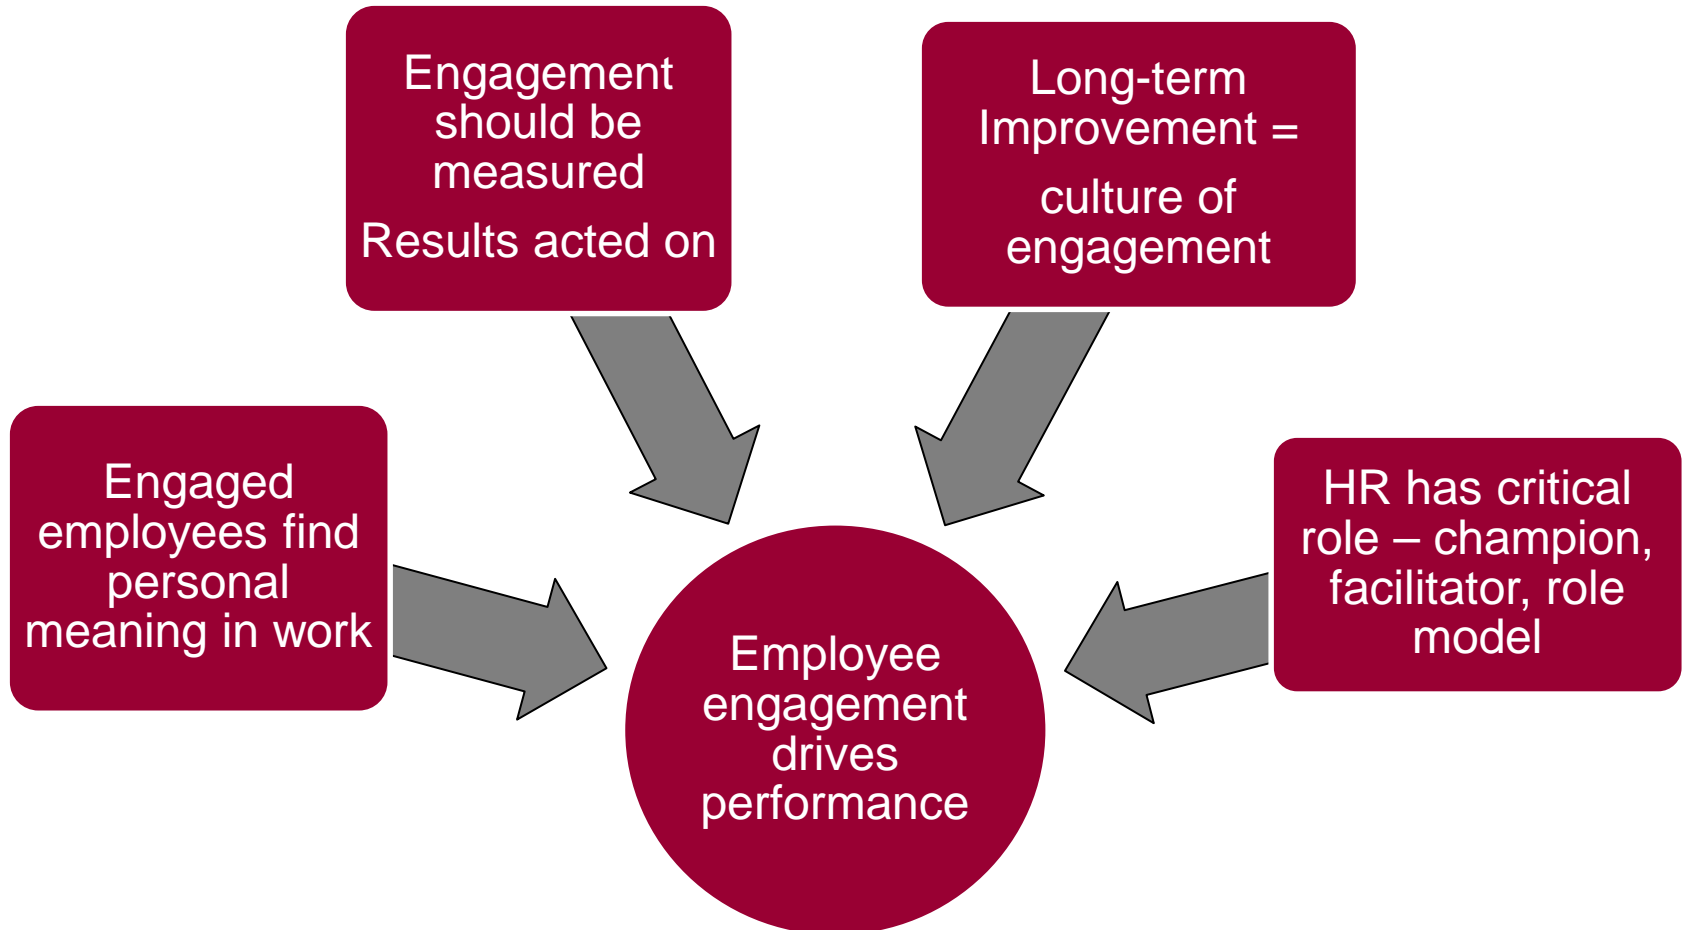 Engagement
should be
measured
Results acted on
Long-term
Improvement =
culture of
engagement
Engaged
employees find
personal
meaning in work
HR has critical
role – champion,
facilitator, role
model
Employee
engagement
drives
performance